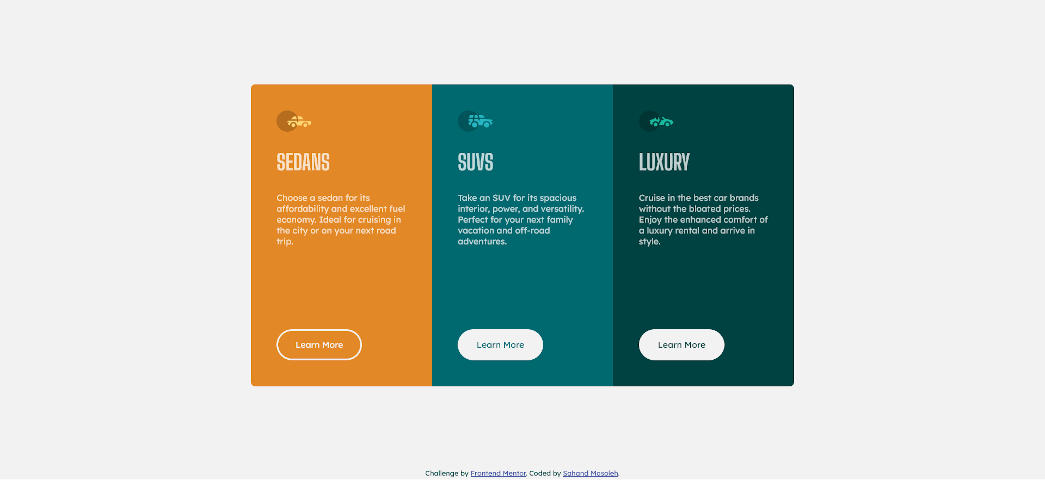 SEDANS
Choose a sedan for its
affordability and excellent fuel
economy. Ideal for cruising in
the city or on your next road
trip.
Learn More
SUVS
Take an SUV for its spacious
interior, power, and versatility.
Perfect for your next family
vacation and off-road
adventures.
Learn More
LUXURY
Cruise in the best car brands
without the bloated prices.
Enjoy the enhanced comfort of
a luxury rental and arrive in
style.
Learn More
Challenge by Frontend Mentor. Coded by Sahand Masoleh.